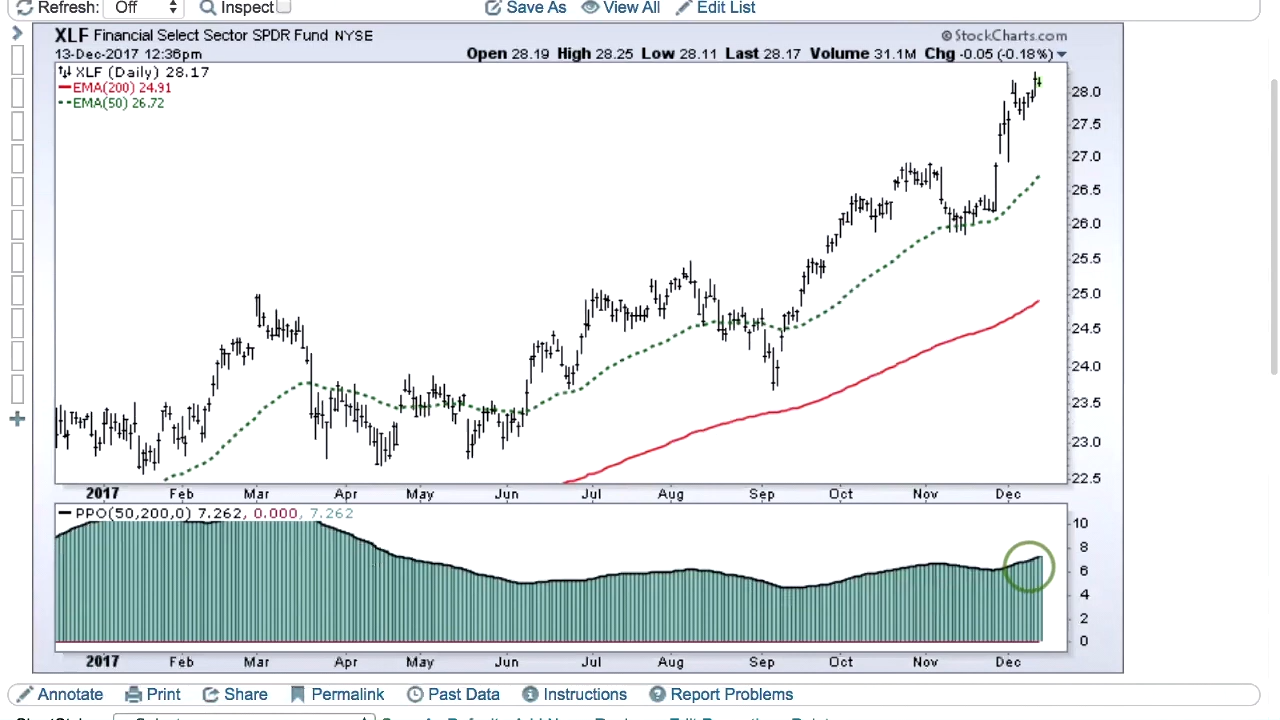 Refresh: Off Inspect Save As View All Edit List
XLF Financial Select Sector SPDR Fund NYSE © StockCharts.com
13-Dec-2017 12:36pm Open 28.19 High 28.25 Low 28.11 Last 28.17 Volume 31.1M Chg -0.05 (-0.18%)
XLF (Daily) 28.17
EMA(200) 24.91
EMA(50) 26.72
28.0
27.5
27.0
26.5
26.0
25.5
25.0
24.5
24.0
23.5
23.0
22.5
2017 Feb Mar Apr May Jun Jul Aug Sep Oct Nov Dec
PPO(50,200,0) 7.262, 0.000, 7.262
10
8
6
4
2
0
2017 Feb Mar Apr May Jun Jul Aug Sep Oct Nov Dec
Annotate Print Share Permalink Past Data Instructions Report Problems